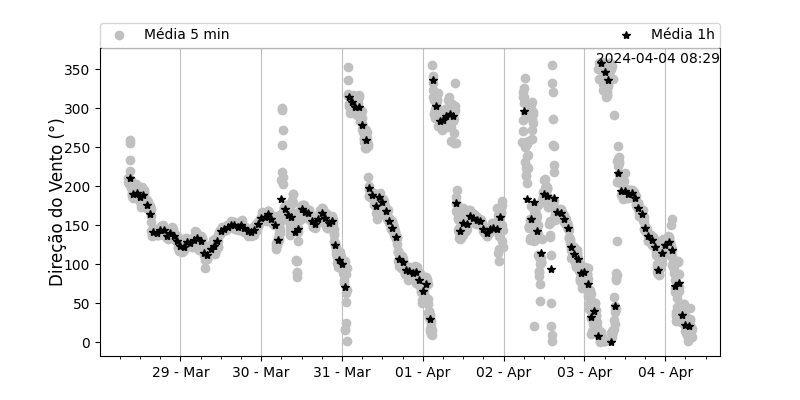 Média 5 min
Média 1h
2024-04-04 08:29
Direção do Vento (°)
350
300
250
200
150
100
50
0
29 - Mar
30 - Mar
31 - Mar
01 - Apr
02 - Apr
03 - Apr
04 - Apr